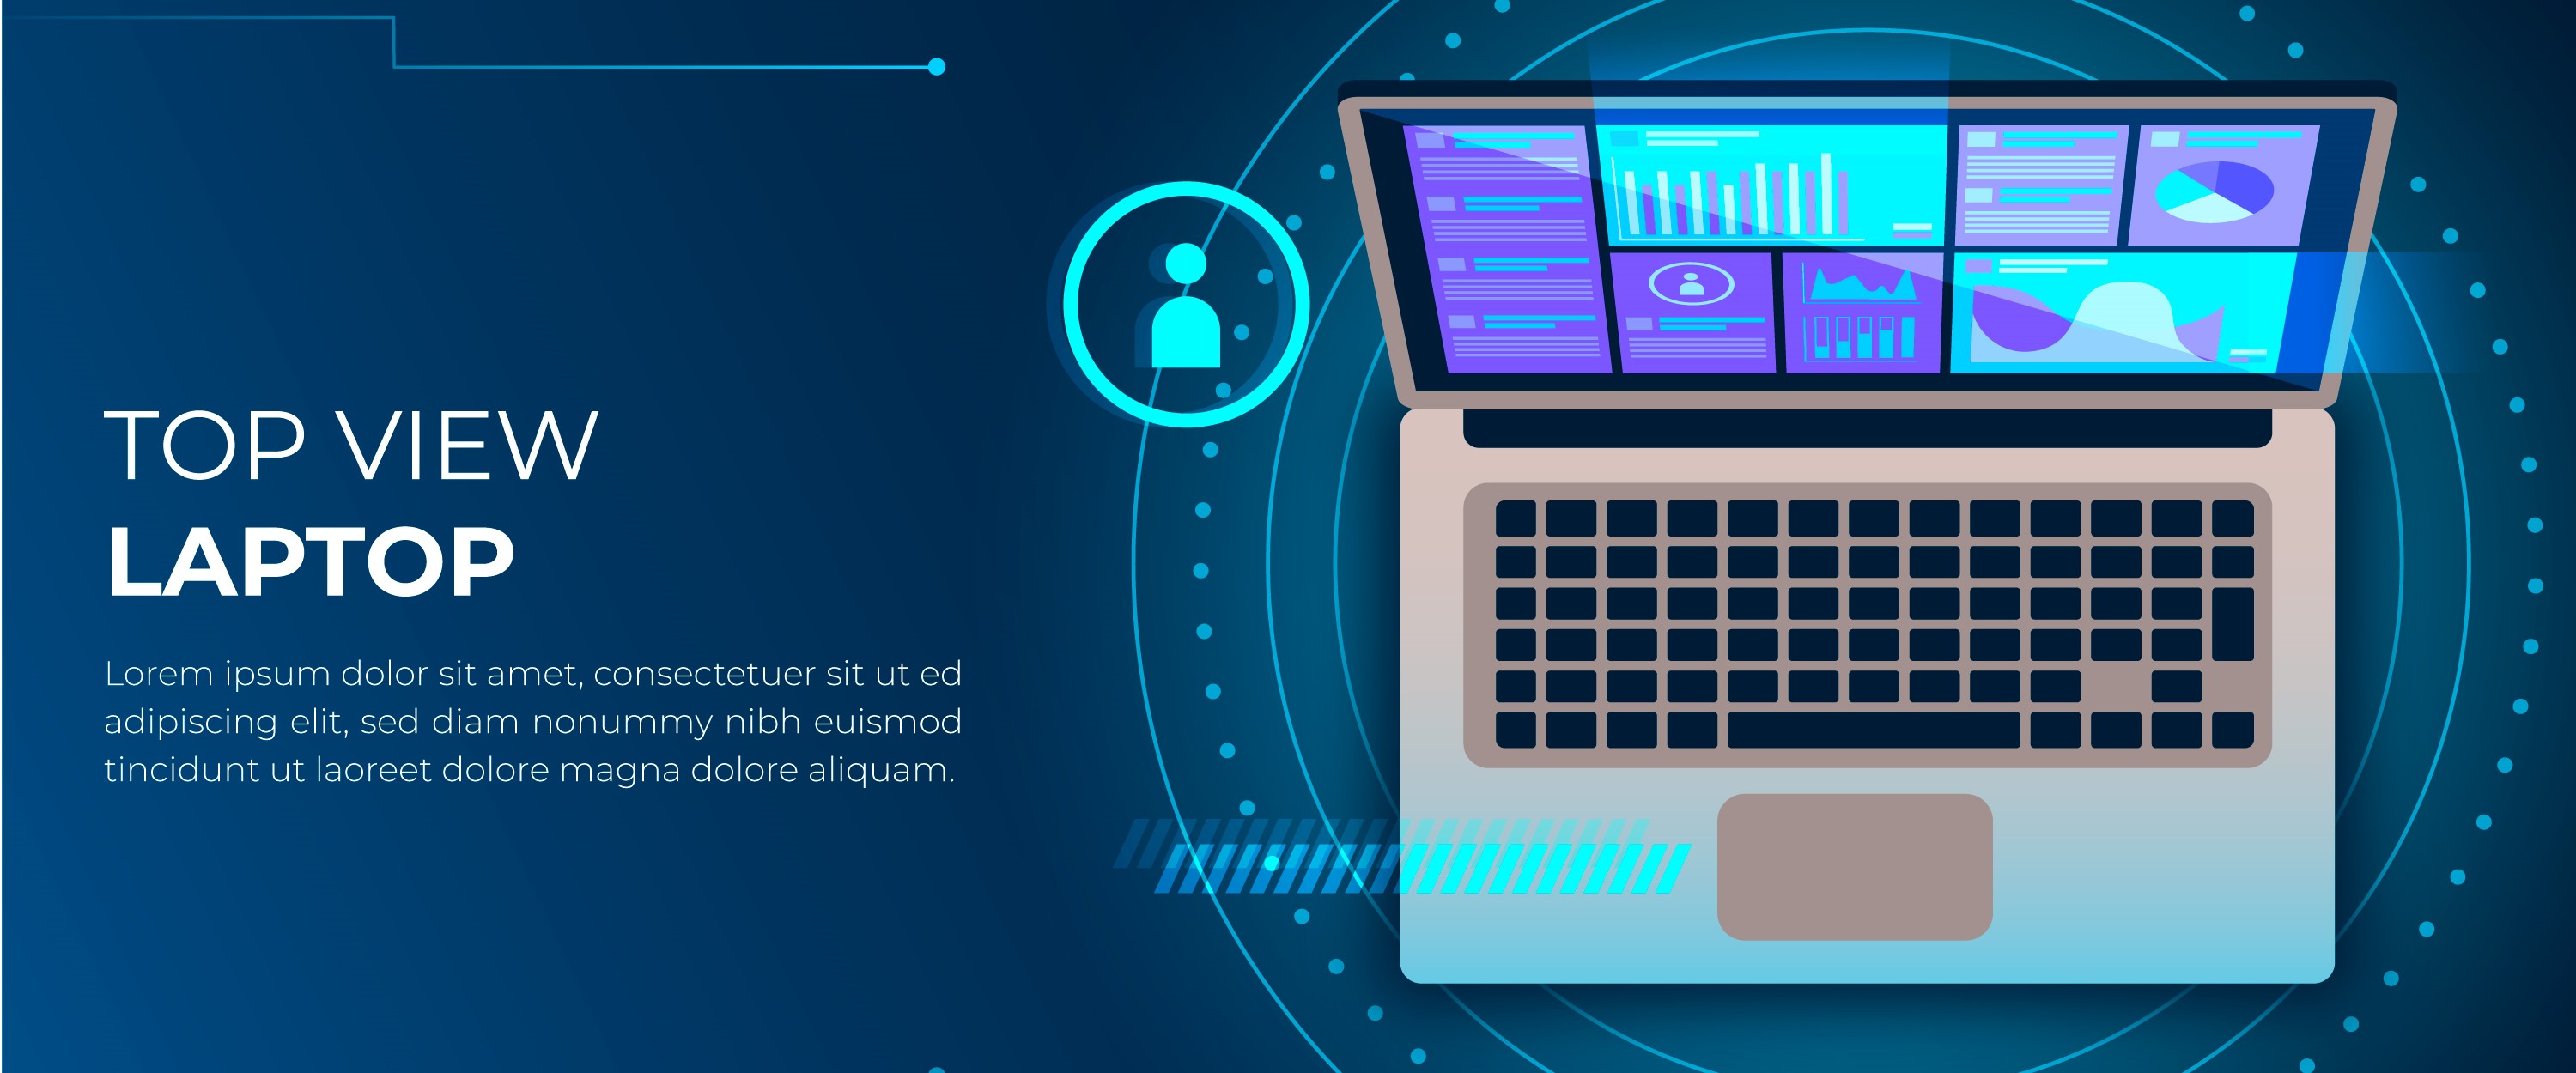 TOP VIEW
LAPTOP
Lorem ipsum dolor sit amet, consectetuer sit ut ed
adipiscing elit, sed diam nonummy nibh euismod
tincidunt ut laoreet dolore magna dolore aliquam.